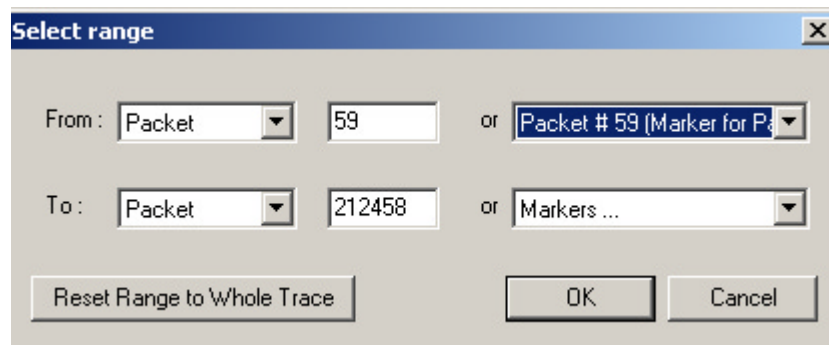 Select range
From : Packet 59 or Packet # 59 (Marker for Pa
To : Packet 212458 or Markers ...
Reset Range to Whole Trace OK Cancel